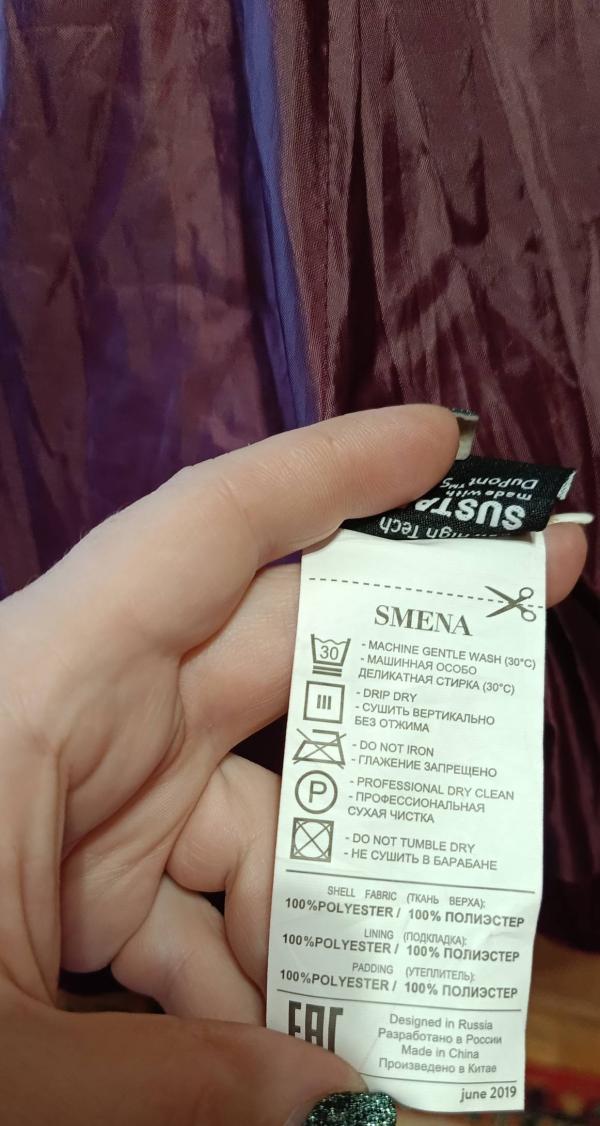 DuPont™ S
made with
SUSTA
High Tech
SMENA
30
- MACHINE GENTLE WASH (30°C)
- МАШИННАЯ ОСОБО
ДЕЛИКАТНАЯ СТИРКА (30°C)
- DRIP DRY
- СУШИТЬ ВЕРТИКАЛЬНО
БЕЗ ОТЖИМА
- DO NOT IRON
- ГЛАЖЕНИЕ ЗАПРЕЩЕНО
P
- PROFESSIONAL DRY CLEAN
- ПРОФЕССИОНАЛЬНАЯ
СУХАЯ ЧИСТКА
- DO NOT TUMBLE DRY
- НЕ СУШИТЬ В БАРАБАНЕ
SHELL FABRIC (ТКАНЬ ВЕРХА):
100%POLYESTER / 100% ПОЛИЭСТЕР
LINING (ПОДКЛАДКА):
100%POLYESTER / 100% ПОЛИЭСТЕР
PADDING (УТЕПЛИТЕЛЬ):
100%POLYESTER / 100% ПОЛИЭСТЕР
EAC
Designed in Russia
Разработано в России
Made in China
Произведено в Китае
june 2019